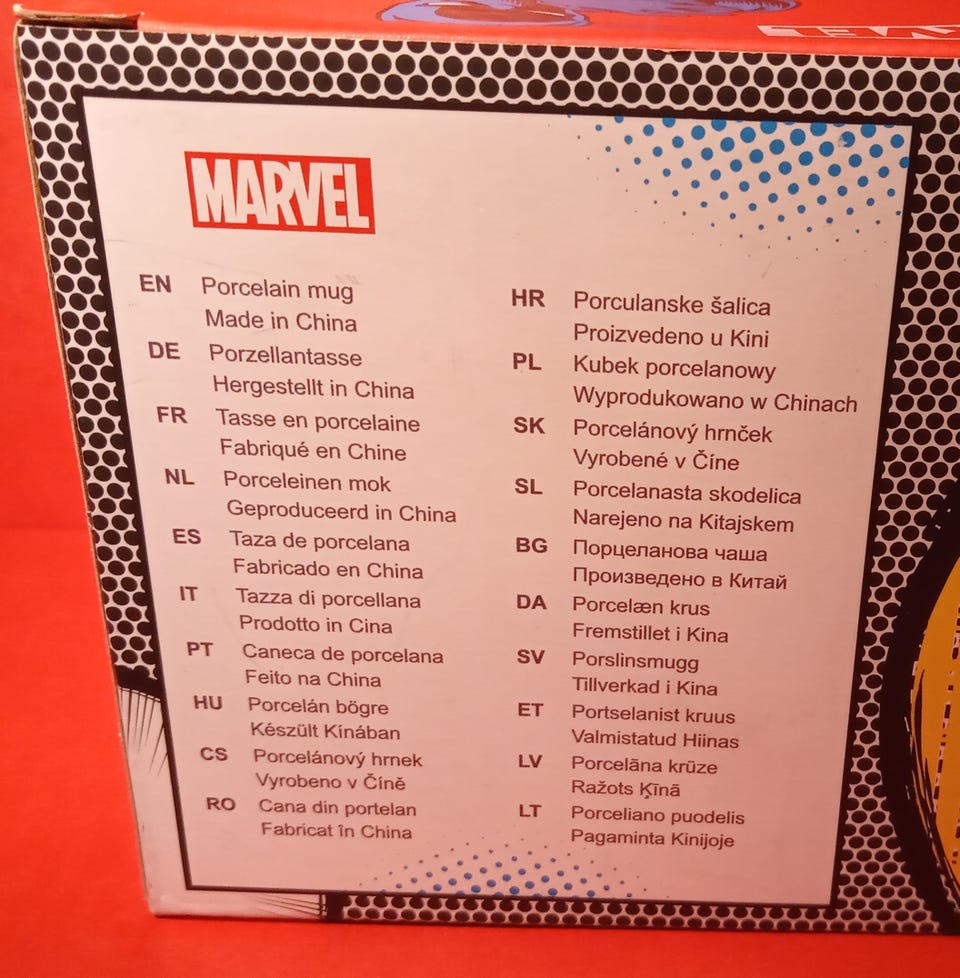 MARVEL
EN Porcelain mug
Made in China
DE Porzellantasse
Hergestellt in China
FR Tasse en porcelaine
Fabriqué en Chine
NL Porceleinen mok
Geproduceerd in China
ES Taza de porcelana
Fabricado en China
IT Tazza di porcellana
Prodotto in Cina
PT Caneca de porcelana
Feito na China
HU Porcelán bögre
Készült Kínában
CS Porcelánový hrnek
Vyrobeno v Číně
RO Cana din portelan
Fabricat în China
HR Porculanske šalica
Proizvedeno u Kini
PL Kubek porcelanowy
Wyprodukowano w Chinach
SK Porcelánový hrnček
Vyrobené v Číne
SL Porcelanasta skodelica
Narejeno na Kitajskem
BG Порцеланова чаша
Произведено в Китай
DA Porcelæn krus
Fremstillet i Kina
SV Porslinsmugg
Tillverkad i Kina
ET Portselanist kruus
Valmistatud Hiinas
LV Porcelāna krūze
Ražots Ķīnā
LT Porceliano puodelis
Pagaminta Kinijoje